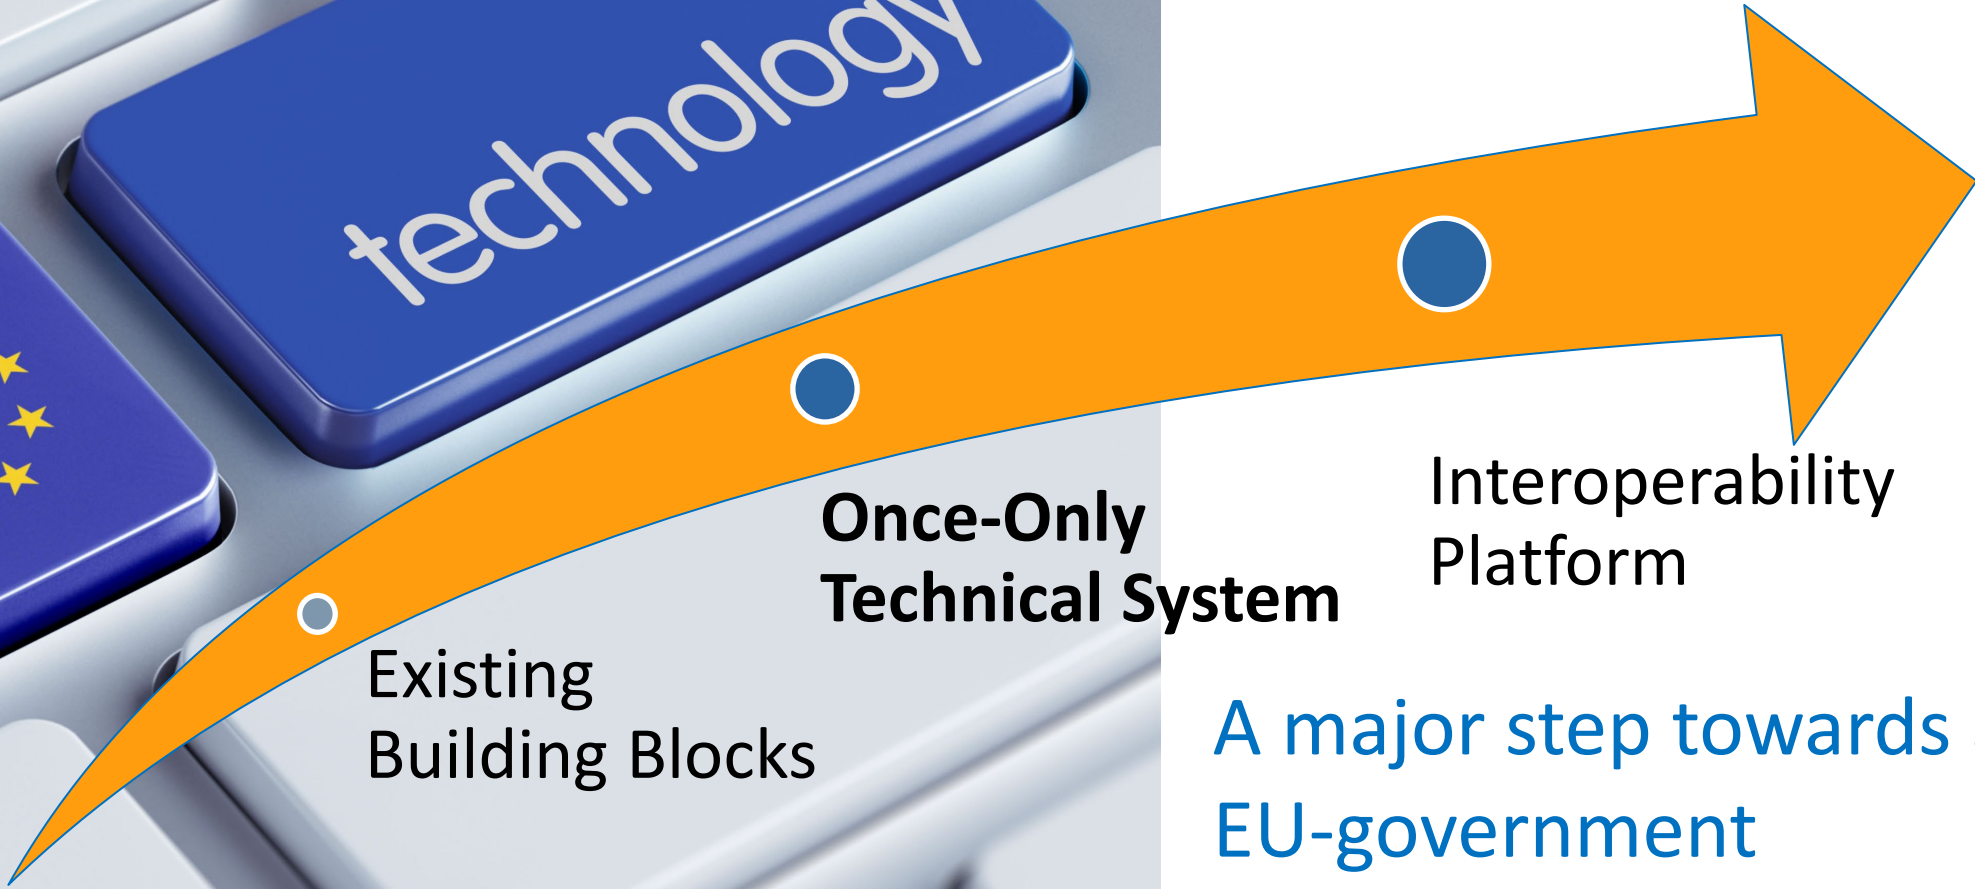 technology
Once-Only
Technical System
Interoperability
Platform
Existing
Building Blocks
A major step towards
EU-government